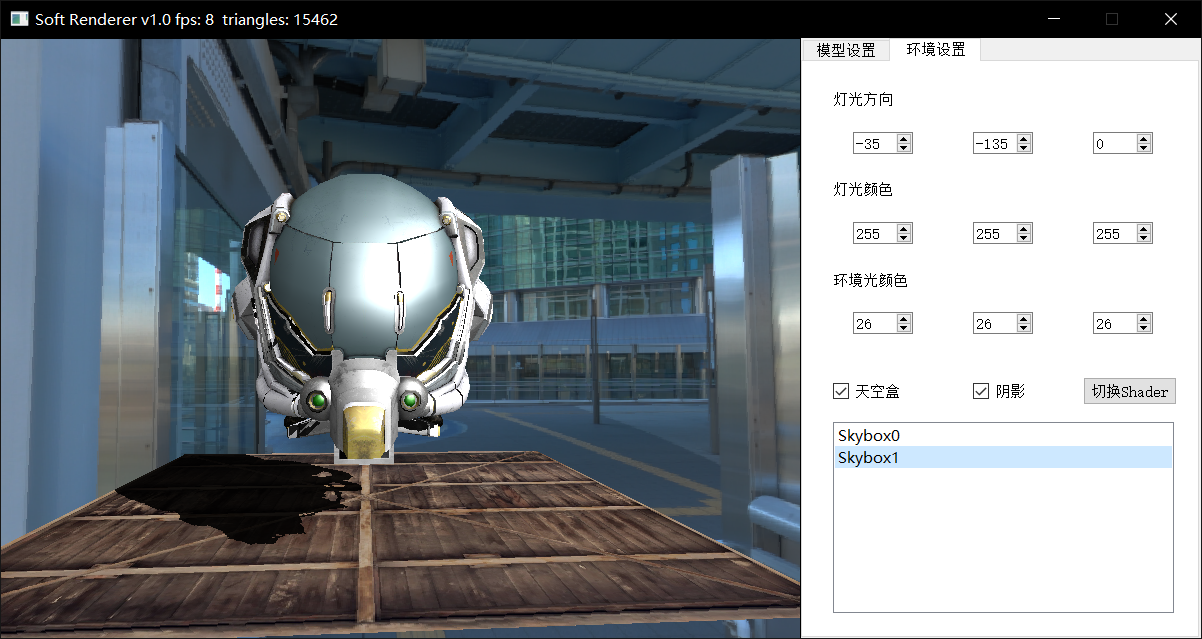 Soft Renderer v1.0 fps: 8  triangles: 15462
模型设置 环境设置
灯光方向
-35 -135 0
灯光颜色
255 255 255
环境光颜色
26 26 26
天空盒 阴影 切换Shader
Skybox0
Skybox1